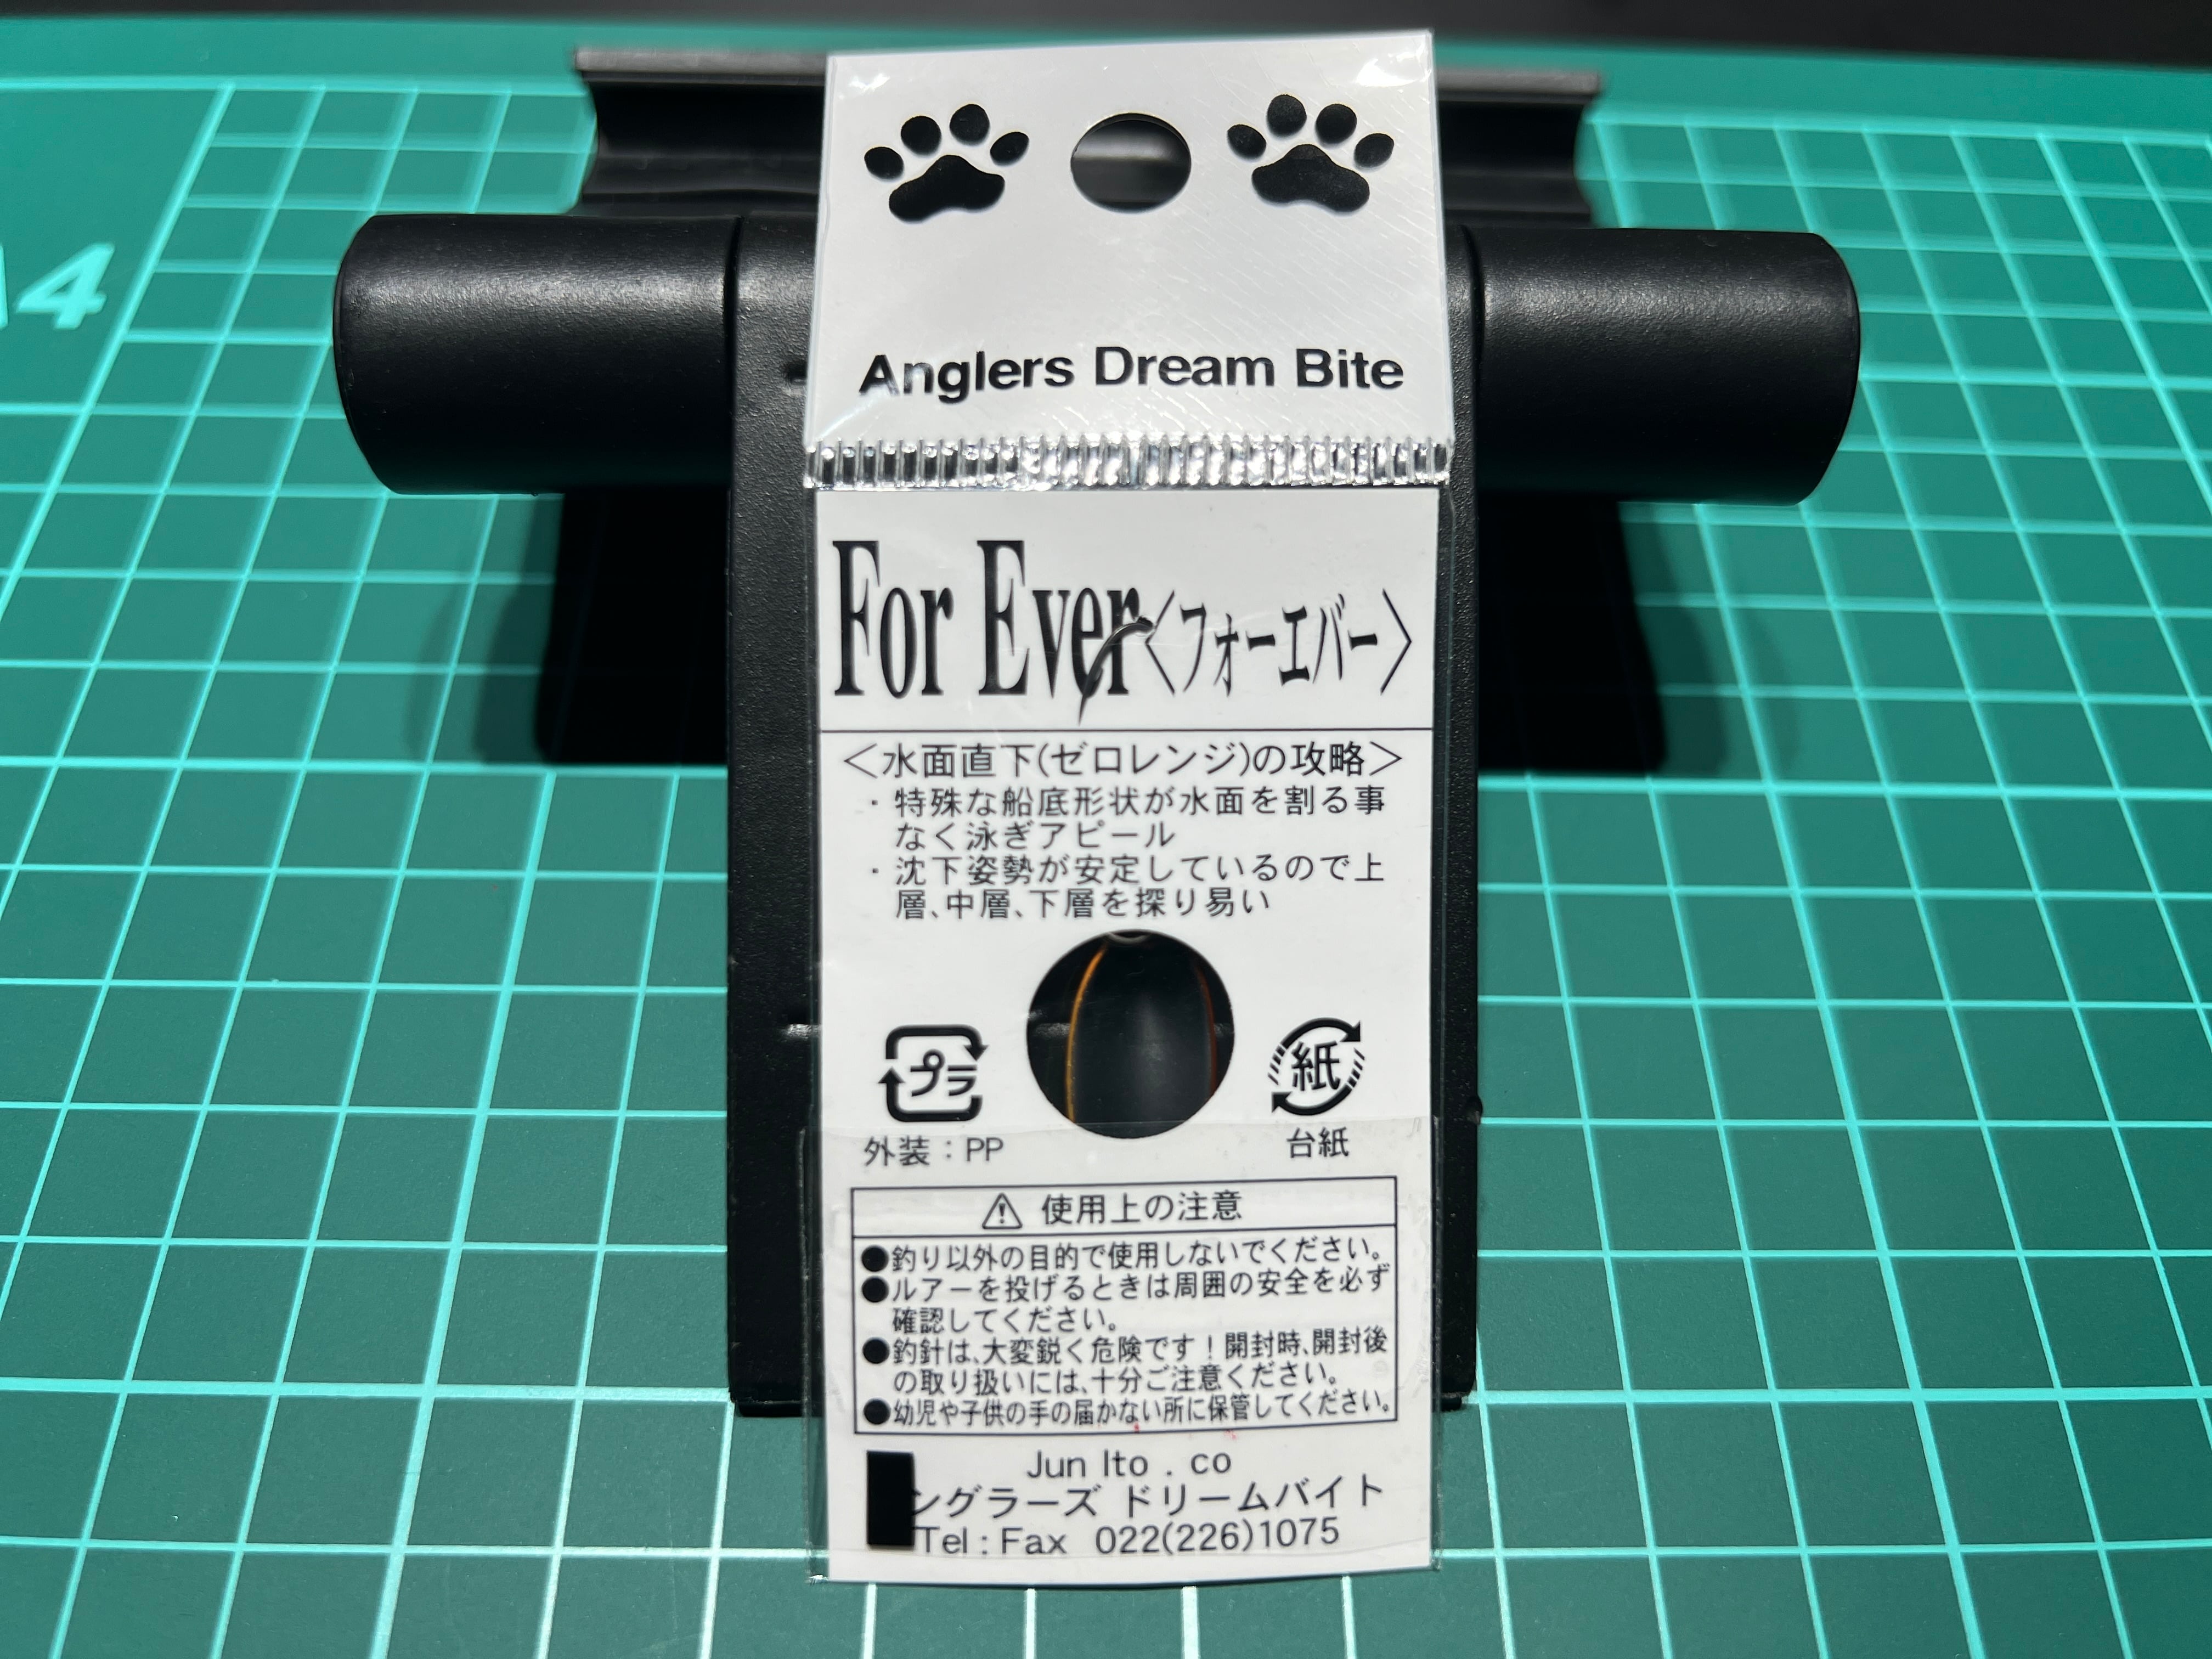 A4
Anglers Dream Bite
For Ever〈フォーエバー〉
＜水面直下(ゼロレンジ)の攻略＞
・特殊な船底形状が水面を割る事
なく泳ぎアピール
・沈下姿勢が安定しているので上
層、中層、下層を探り易い
プラ
紙
外装：PP
台紙
⚠ 使用上の注意
●釣り以外の目的で使用しないでください。
●ルアーを投げるときは周囲の安全を必ず
確認してください。
●釣針は、大変鋭く危険です！開封時、開封後
の取り扱いには、十分ご注意ください。
●幼児や子供の手の届かない所に保管してください。
Jun Ito . co
ングラーズ ドリームバイト
Tel : Fax 022(226)1075